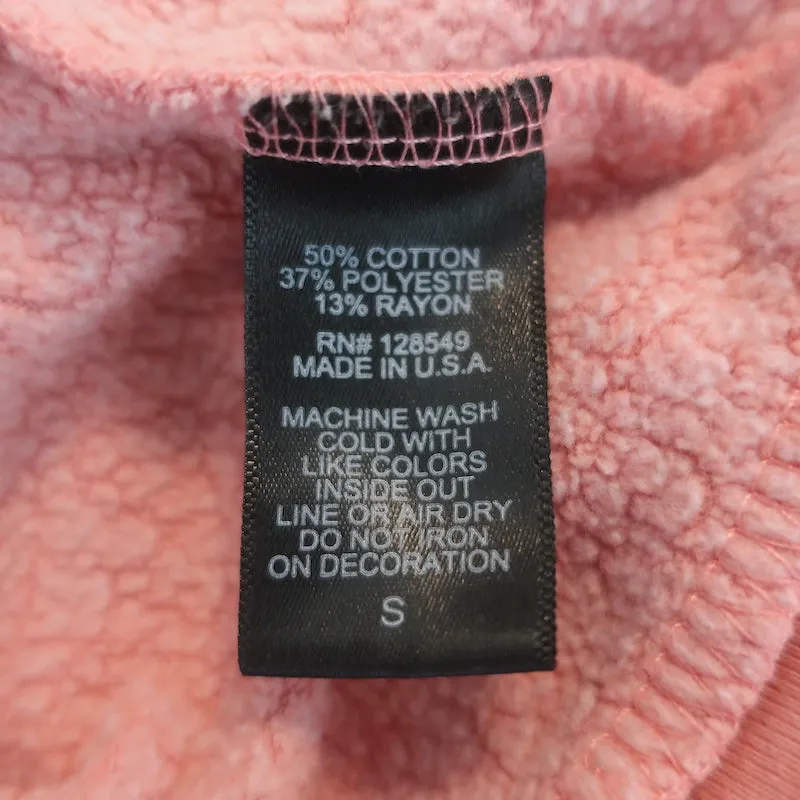 50% COTTON
37% POLYESTER
13% RAYON
RN# 128549
MADE IN U.S.A.
MACHINE WASH
COLD WITH
LIKE COLORS
INSIDE OUT
LINE OR AIR DRY
DO NOT IRON
ON DECORATION
S